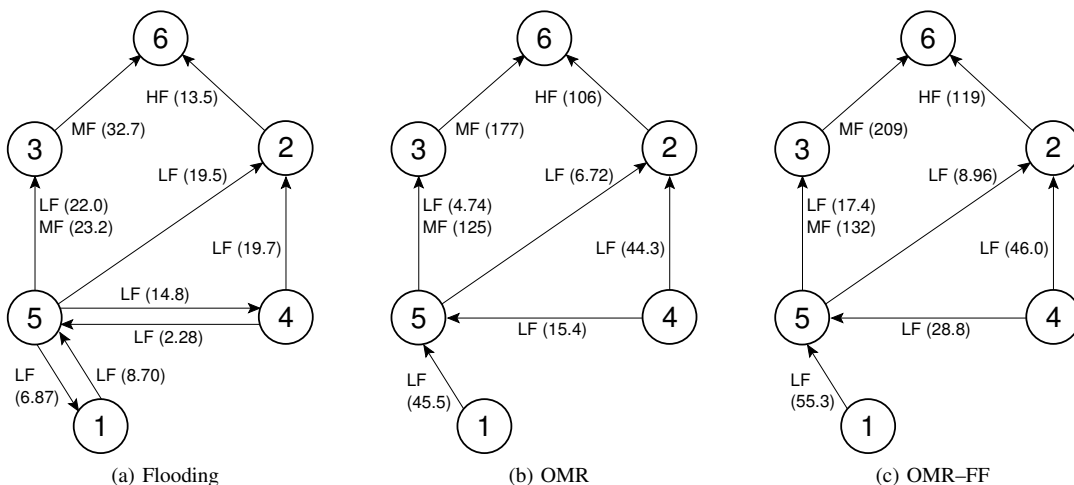 6
HF (13.5)
MF (32.7)
3
2
LF (19.5)
LF (22.0)
MF (23.2)
LF (19.7)
LF (14.8)
5
4
LF (2.28)
LF
(6.87)
LF (8.70)
1
(a) Flooding
6
HF (106)
MF (177)
3
2
LF (6.72)
LF (4.74)
MF (125)
LF (44.3)
5
4
LF (15.4)
LF
(45.5)
1
(b) OMR
6
HF (119)
MF (209)
3
2
LF (8.96)
LF (17.4)
MF (132)
LF (46.0)
5
4
LF (28.8)
LF
(55.3)
1
(c) OMR–FF